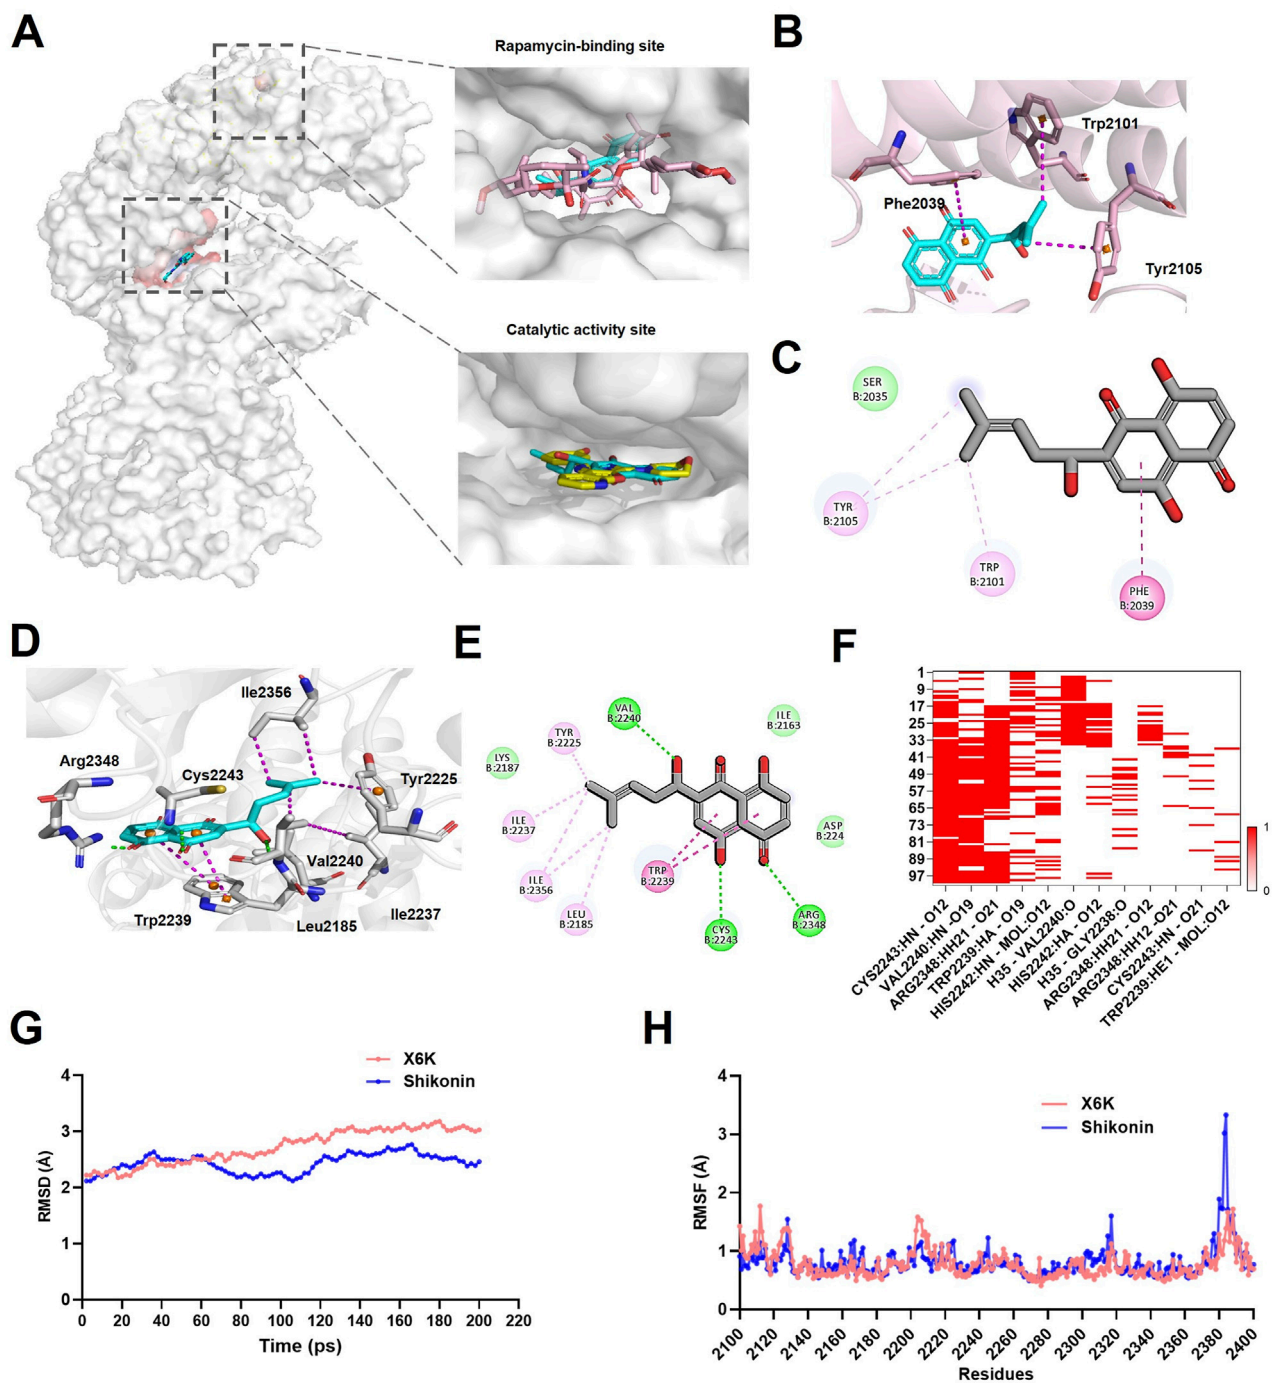 A
Rapamycin-binding site
Catalytic activity site
B
Trp2101
Phe2039
Tyr2105
C
SER
B:2035
TYR
B:2105
TRP
B:2101
PHE
B:2039
D
Ile2356
Arg2348
Cys2243
Tyr2225
Val2240
Trp2239
Leu2185
Ile2237
E
VAL
B:2240
ILE
B:2163
TYR
B:2225
LYS
B:2187
ILE
B:2237
ASP
B:224
ILE
B:2356
TRP
B:2239
LEU
B:2185
CYS
B:2243
ARG
B:2348
F
1
9
17
25
33
41
49
57
65
73
81
89
97
1
0
CYS2243:HN - O12
VAL2240:HN - O19
ARG2348:HH21 - O21
TRP2239:HA - O19
HIS2242:HN - MOL:O12
H35 - VAL2240:O
HIS2242:HA - O12
H35 - GLY2238:O
ARG2348:HH21 - O12
ARG2348:HH12 - O21
CYS2243:HN - O21
TRP2239:HE1 - MOL:O12
G
X6K
Shikonin
RMSD (Å)
4
3
2
1
0
0 20 40 60 80 100 120 140 160 180 200 220
Time (ps)
H
X6K
Shikonin
RMSF (Å)
4
3
2
1
0
2100 2120 2140 2160 2180 2200 2220 2240 2260 2280 2300 2320 2340 2360 2380 2400
Residues